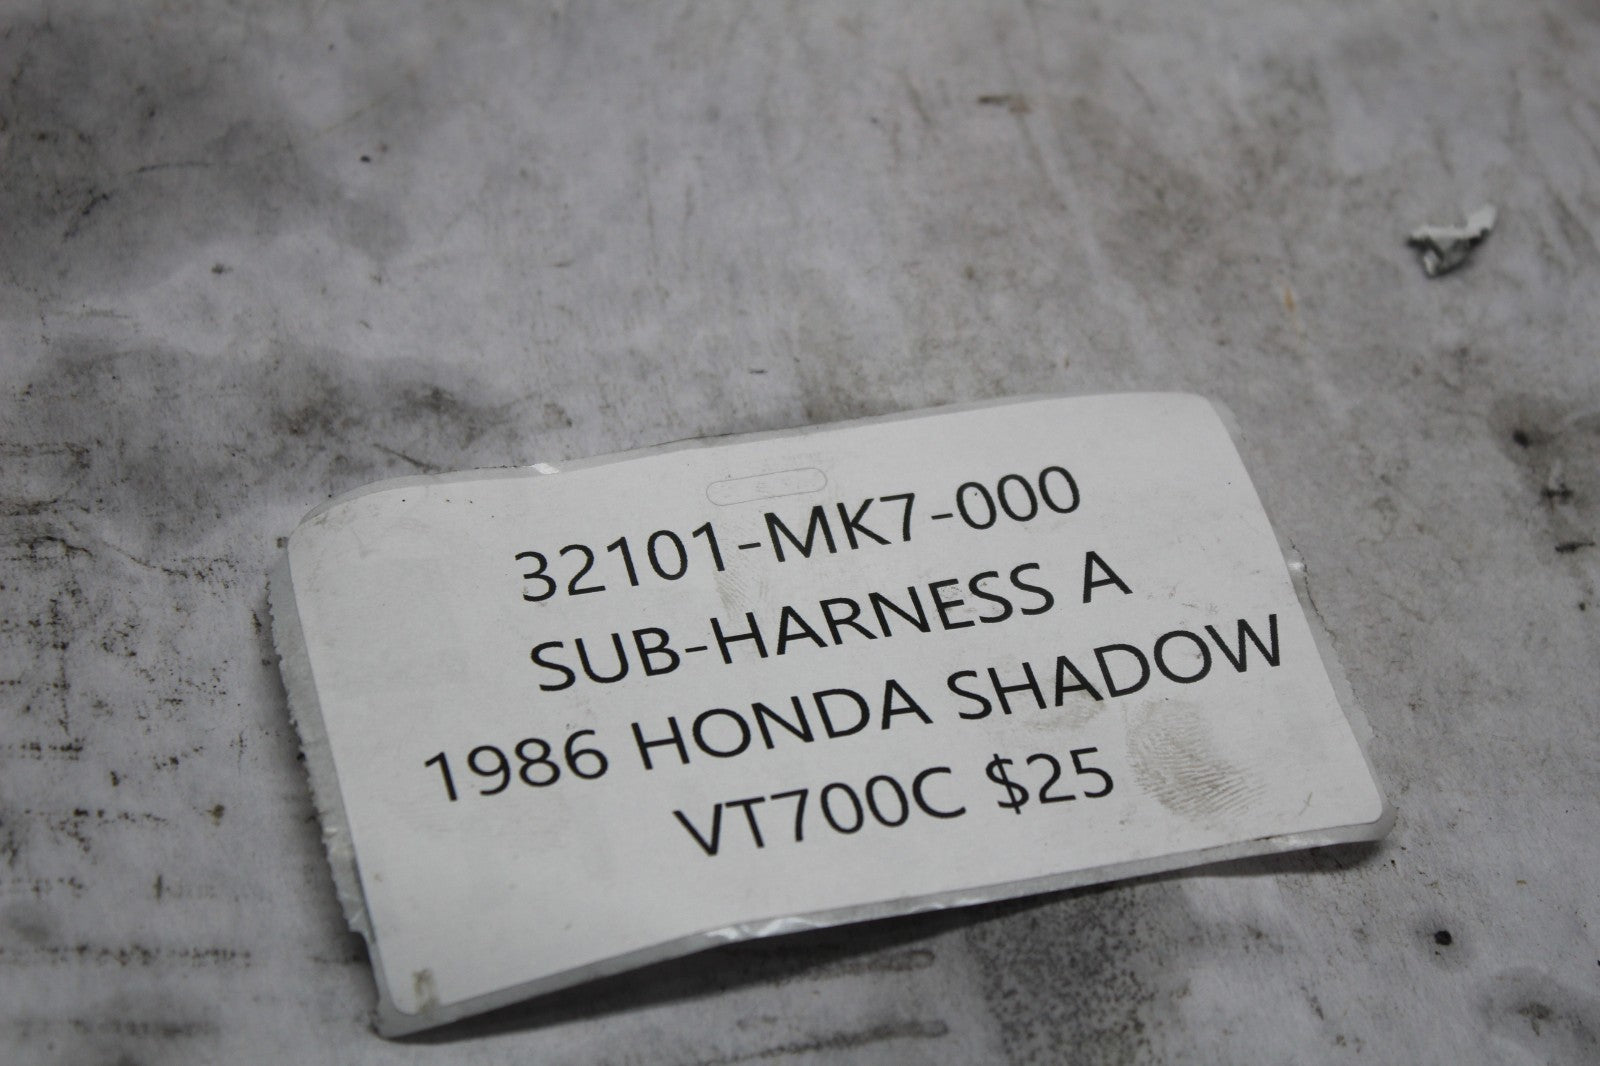 32101-MK7-000
SUB-HARNESS A
1986 HONDA SHADOW
VT700C $25